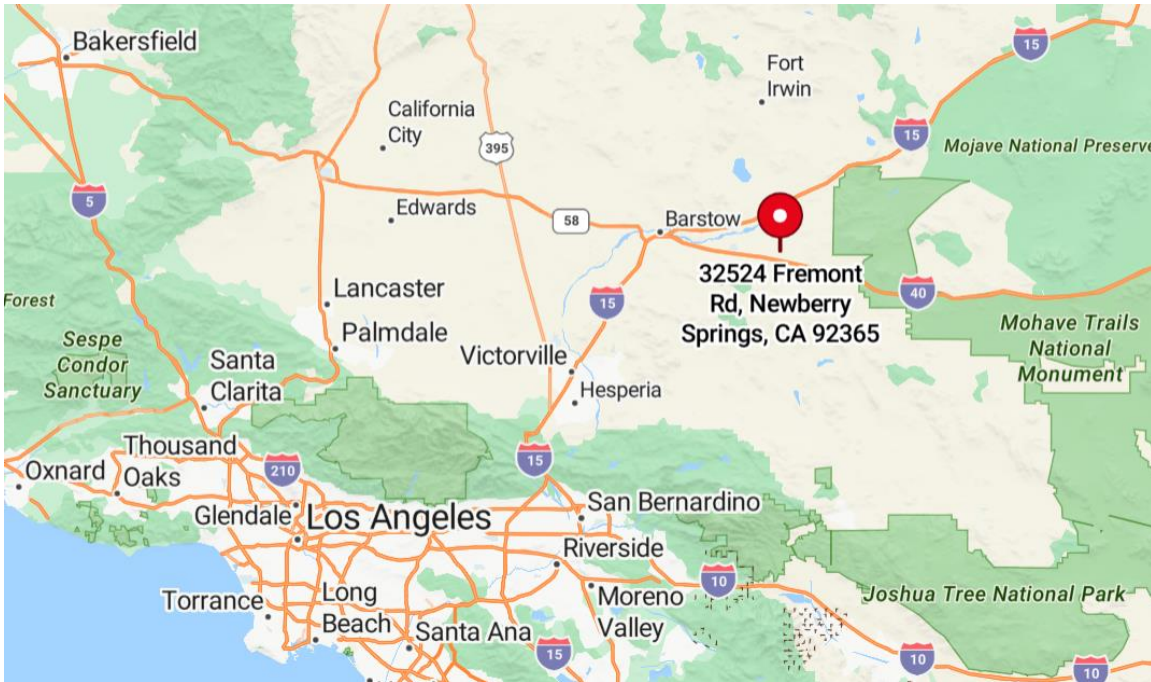 Bakersfield
15
Fort
Irwin
California
City
395
15
Mojave National Preserve
5
Edwards
58
Barstow
32524 Fremont
Rd, Newberry
Springs, CA 92365
Lancaster
15
40
Forest
Palmdale
Mohave Trails
National
Monument
Sespe
Condor
Sanctuary
Santa
Clarita
Victorville
Hesperia
Thousand
Oaks
15
210
Oxnard
Glendale
Los Angeles
San Bernardino
Riverside
10
Joshua Tree National Park
Torrance
Long
Beach
Moreno
Valley
Santa Ana
15
10
10